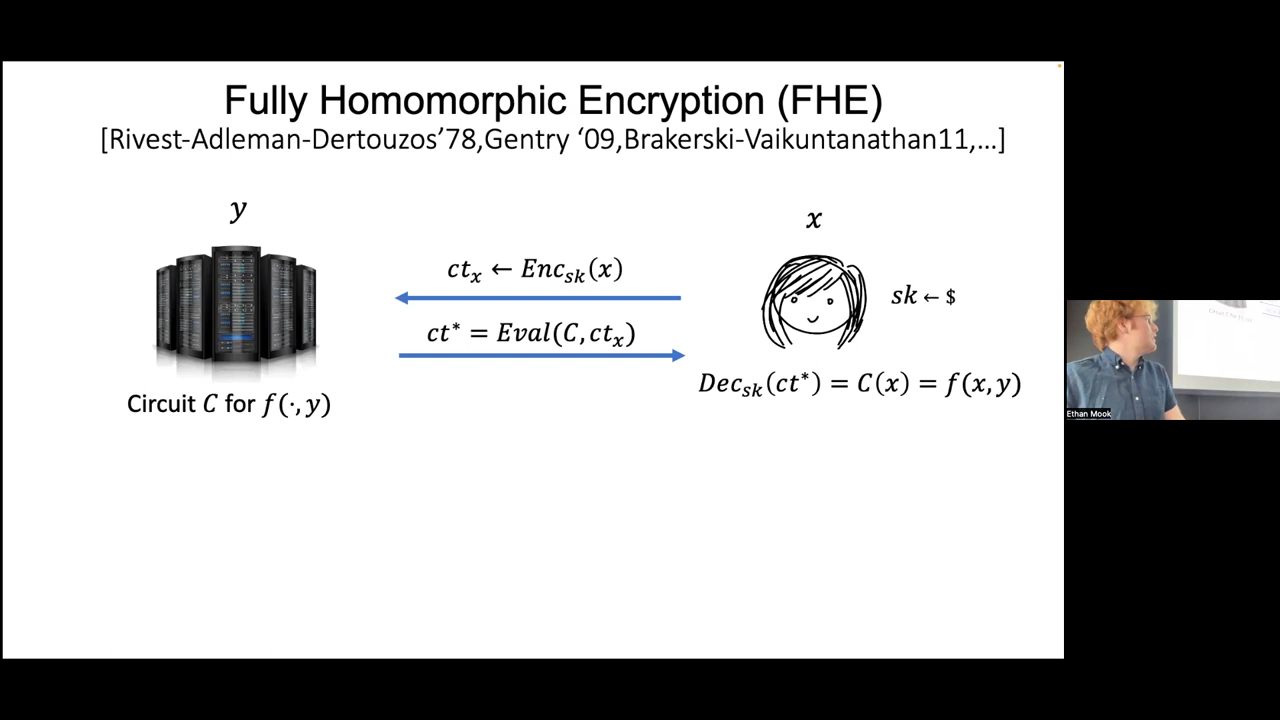 Fully Homomorphic Encryption (FHE)
[Rivest-Adleman-Dertouzos’78,Gentry ‘09,Brakerski-Vaikuntanathan11,…]
y
x
ct_x ← Enc_sk(x)
sk ← $
ct* = Eval(C, ct_x)
Dec_sk(ct*) = C(x) = f(x, y)
Circuit C for f(·, y)
Ethan Mook